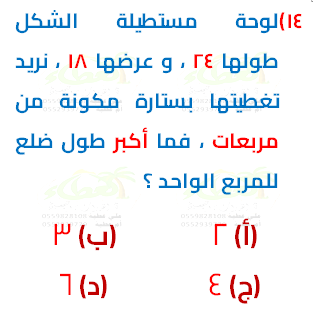 ١٤) لوحة مستطيلة الشكل
طولها ٢٤ ، و عرضها ١٨ ، نريد
تغطيتها بستارة مكونة من
مربعات ، فما أكبر طول ضلع
للمربع الواحد ؟
(أ) ٢ (ب) ٣
(ج) ٤ (د) ٦